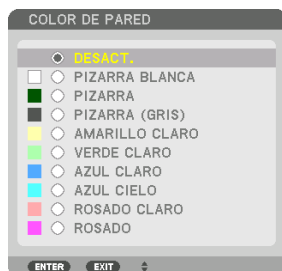 COLOR DE PARED
DESACT.
PIZARRA BLANCA
PIZARRA
PIZARRA (GRIS)
AMARILLO CLARO
VERDE CLARO
AZUL CLARO
AZUL CIELO
ROSADO CLARO
ROSADO
ENTER EXIT